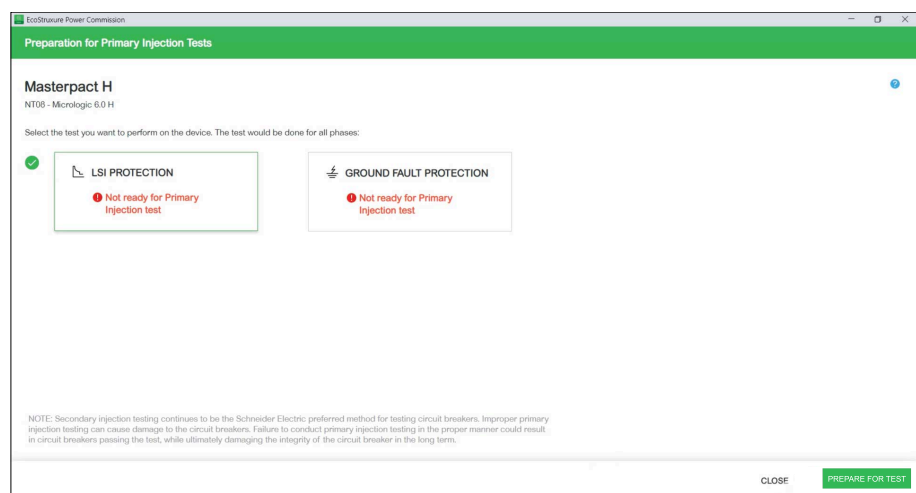 EcoStruxure Power Commission
Preparation for Primary Injection Tests
Masterpact H
NT08 - Micrologic 6.0 H
Select the test you want to perform on the device. The test would be done for all phases:
LSI PROTECTION
Not ready for Primary
Injection test
GROUND FAULT PROTECTION
Not ready for Primary
Injection test
NOTE: Secondary injection testing continues to be the Schneider Electric preferred method for testing circuit breakers. Improper primary
injection testing can cause damage to the circuit breakers. Failure to conduct primary injection testing in the proper manner could result
in circuit breakers passing the test, while ultimately damaging the integrity of the circuit breaker in the long term.
CLOSE
PREPARE FOR TEST